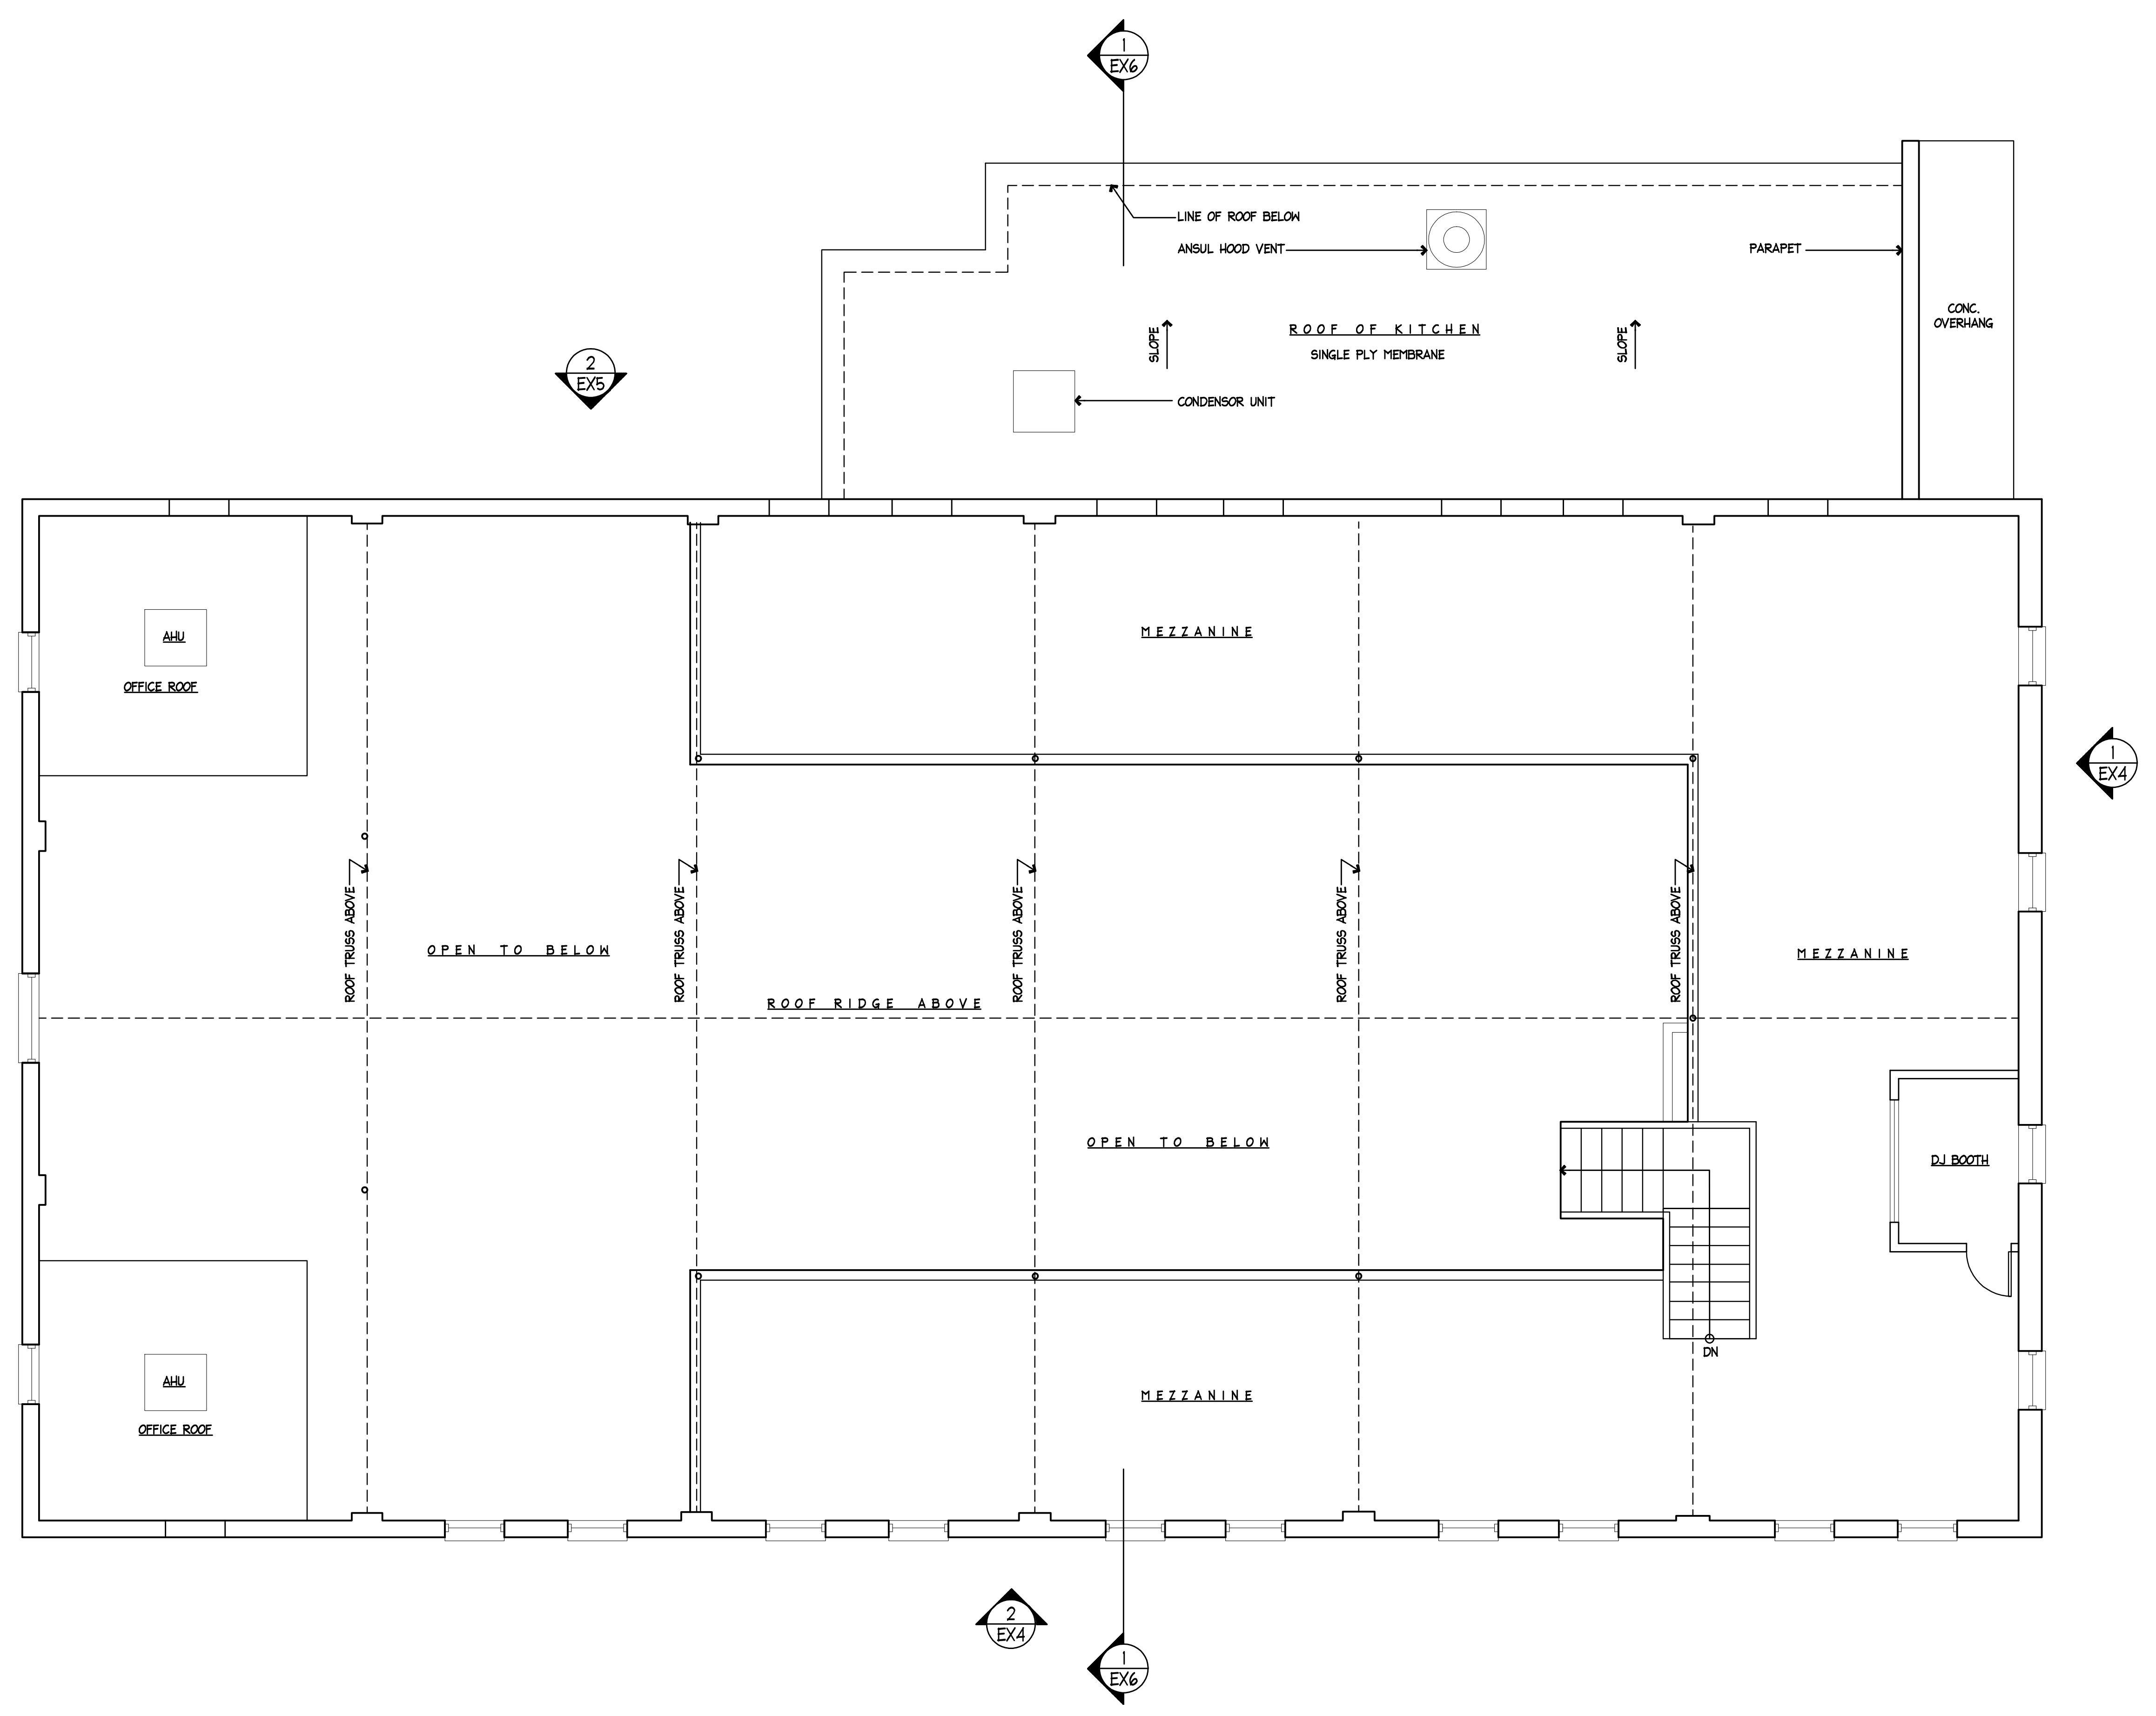 1
EX6
LINE OF ROOF BELOW
ANSUL HOOD VENT
PARAPET
CONC.
OVERHANG
SLOPE
ROOF OF KITCHEN
SLOPE
SINGLE PLY MEMBRANE
2
EX5
CONDENSOR UNIT
AHU
OFFICE ROOF
MEZZANINE
1
EX4
ROOF TRUSS ABOVE
ROOF TRUSS ABOVE
ROOF TRUSS ABOVE
ROOF TRUSS ABOVE
ROOF TRUSS ABOVE
OPEN TO BELOW
MEZZANINE
ROOF RIDGE ABOVE
OPEN TO BELOW
DJ BOOTH
DN
AHU
OFFICE ROOF
MEZZANINE
2
EX4
1
EX6